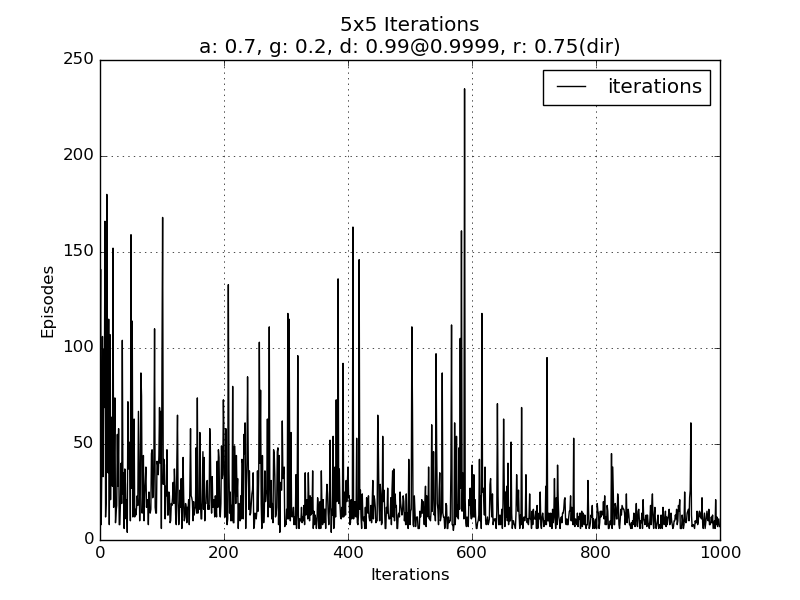 5x5 Iterations
a: 0.7, g: 0.2, d: 0.99@0.9999, r: 0.75(dir)
250
iterations
200
150
Episodes
100
50
0
0 200 400 600 800 1000
Iterations